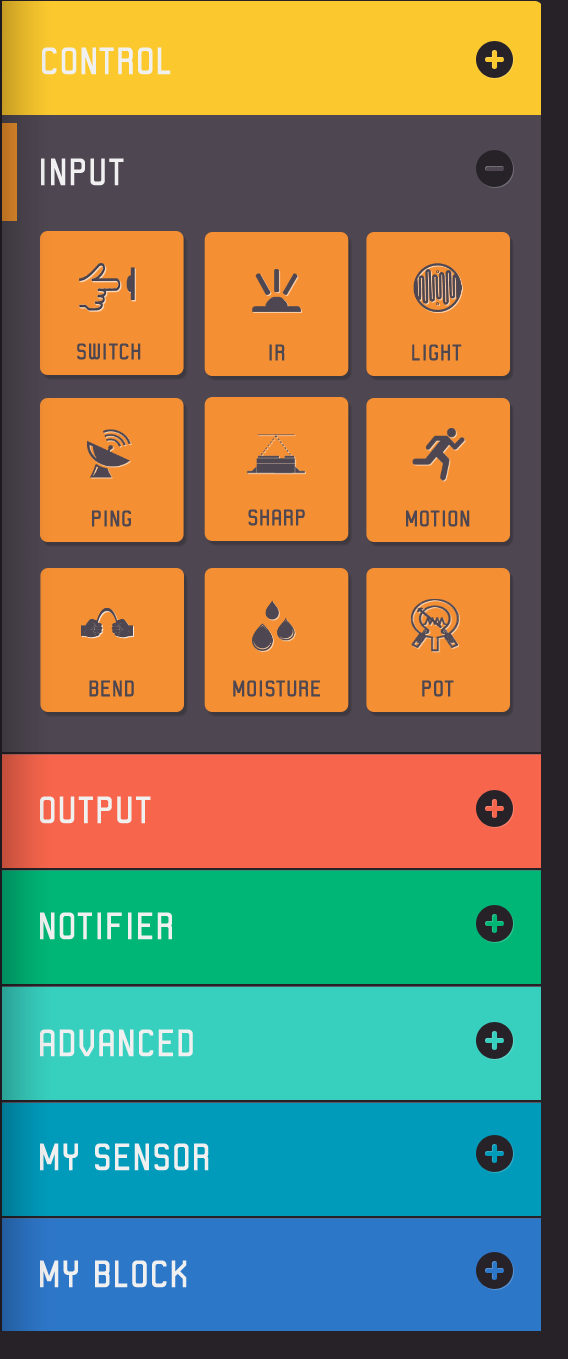 CONTROL
INPUT
SWITCH
IR
LIGHT
PING
SHARP
MOTION
BEND
MOISTURE
POT
OUTPUT
NOTIFIER
ADVANCED
MY SENSOR
MY BLOCK